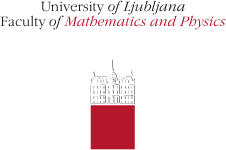 University of Ljubljana
Faculty of Mathematics and Physics